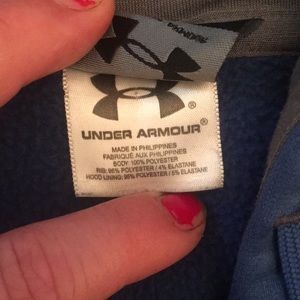 UNDER ARMOUR®
MADE IN PHILIPPINES
FABRIQUÉ AUX PHILIPPINES
BODY: 100% POLYESTER
RIB: 96% POLYESTER / 4% ELASTANE
HOOD LINING: 95% POLYESTER / 5% ELASTANE